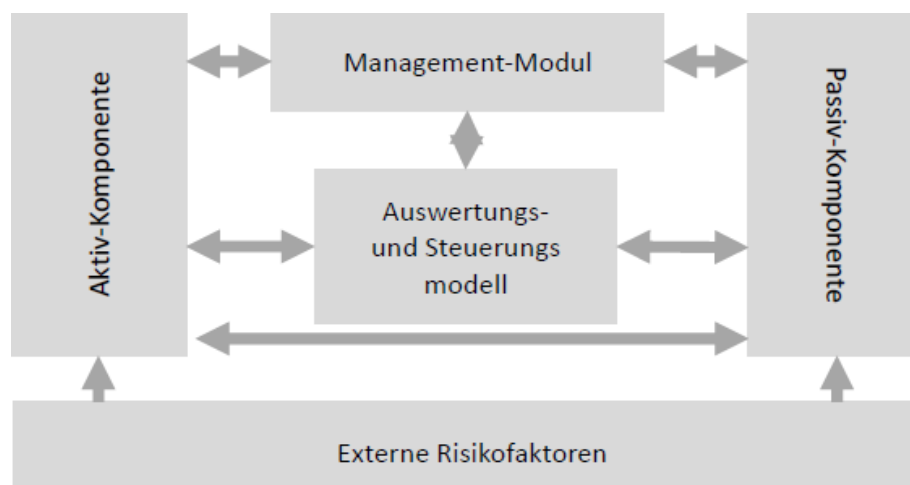 Aktiv-Komponente
Management-Modul
Passiv-Komponente
Auswertungs-
und Steuerungs
modell
Externe Risikofaktoren